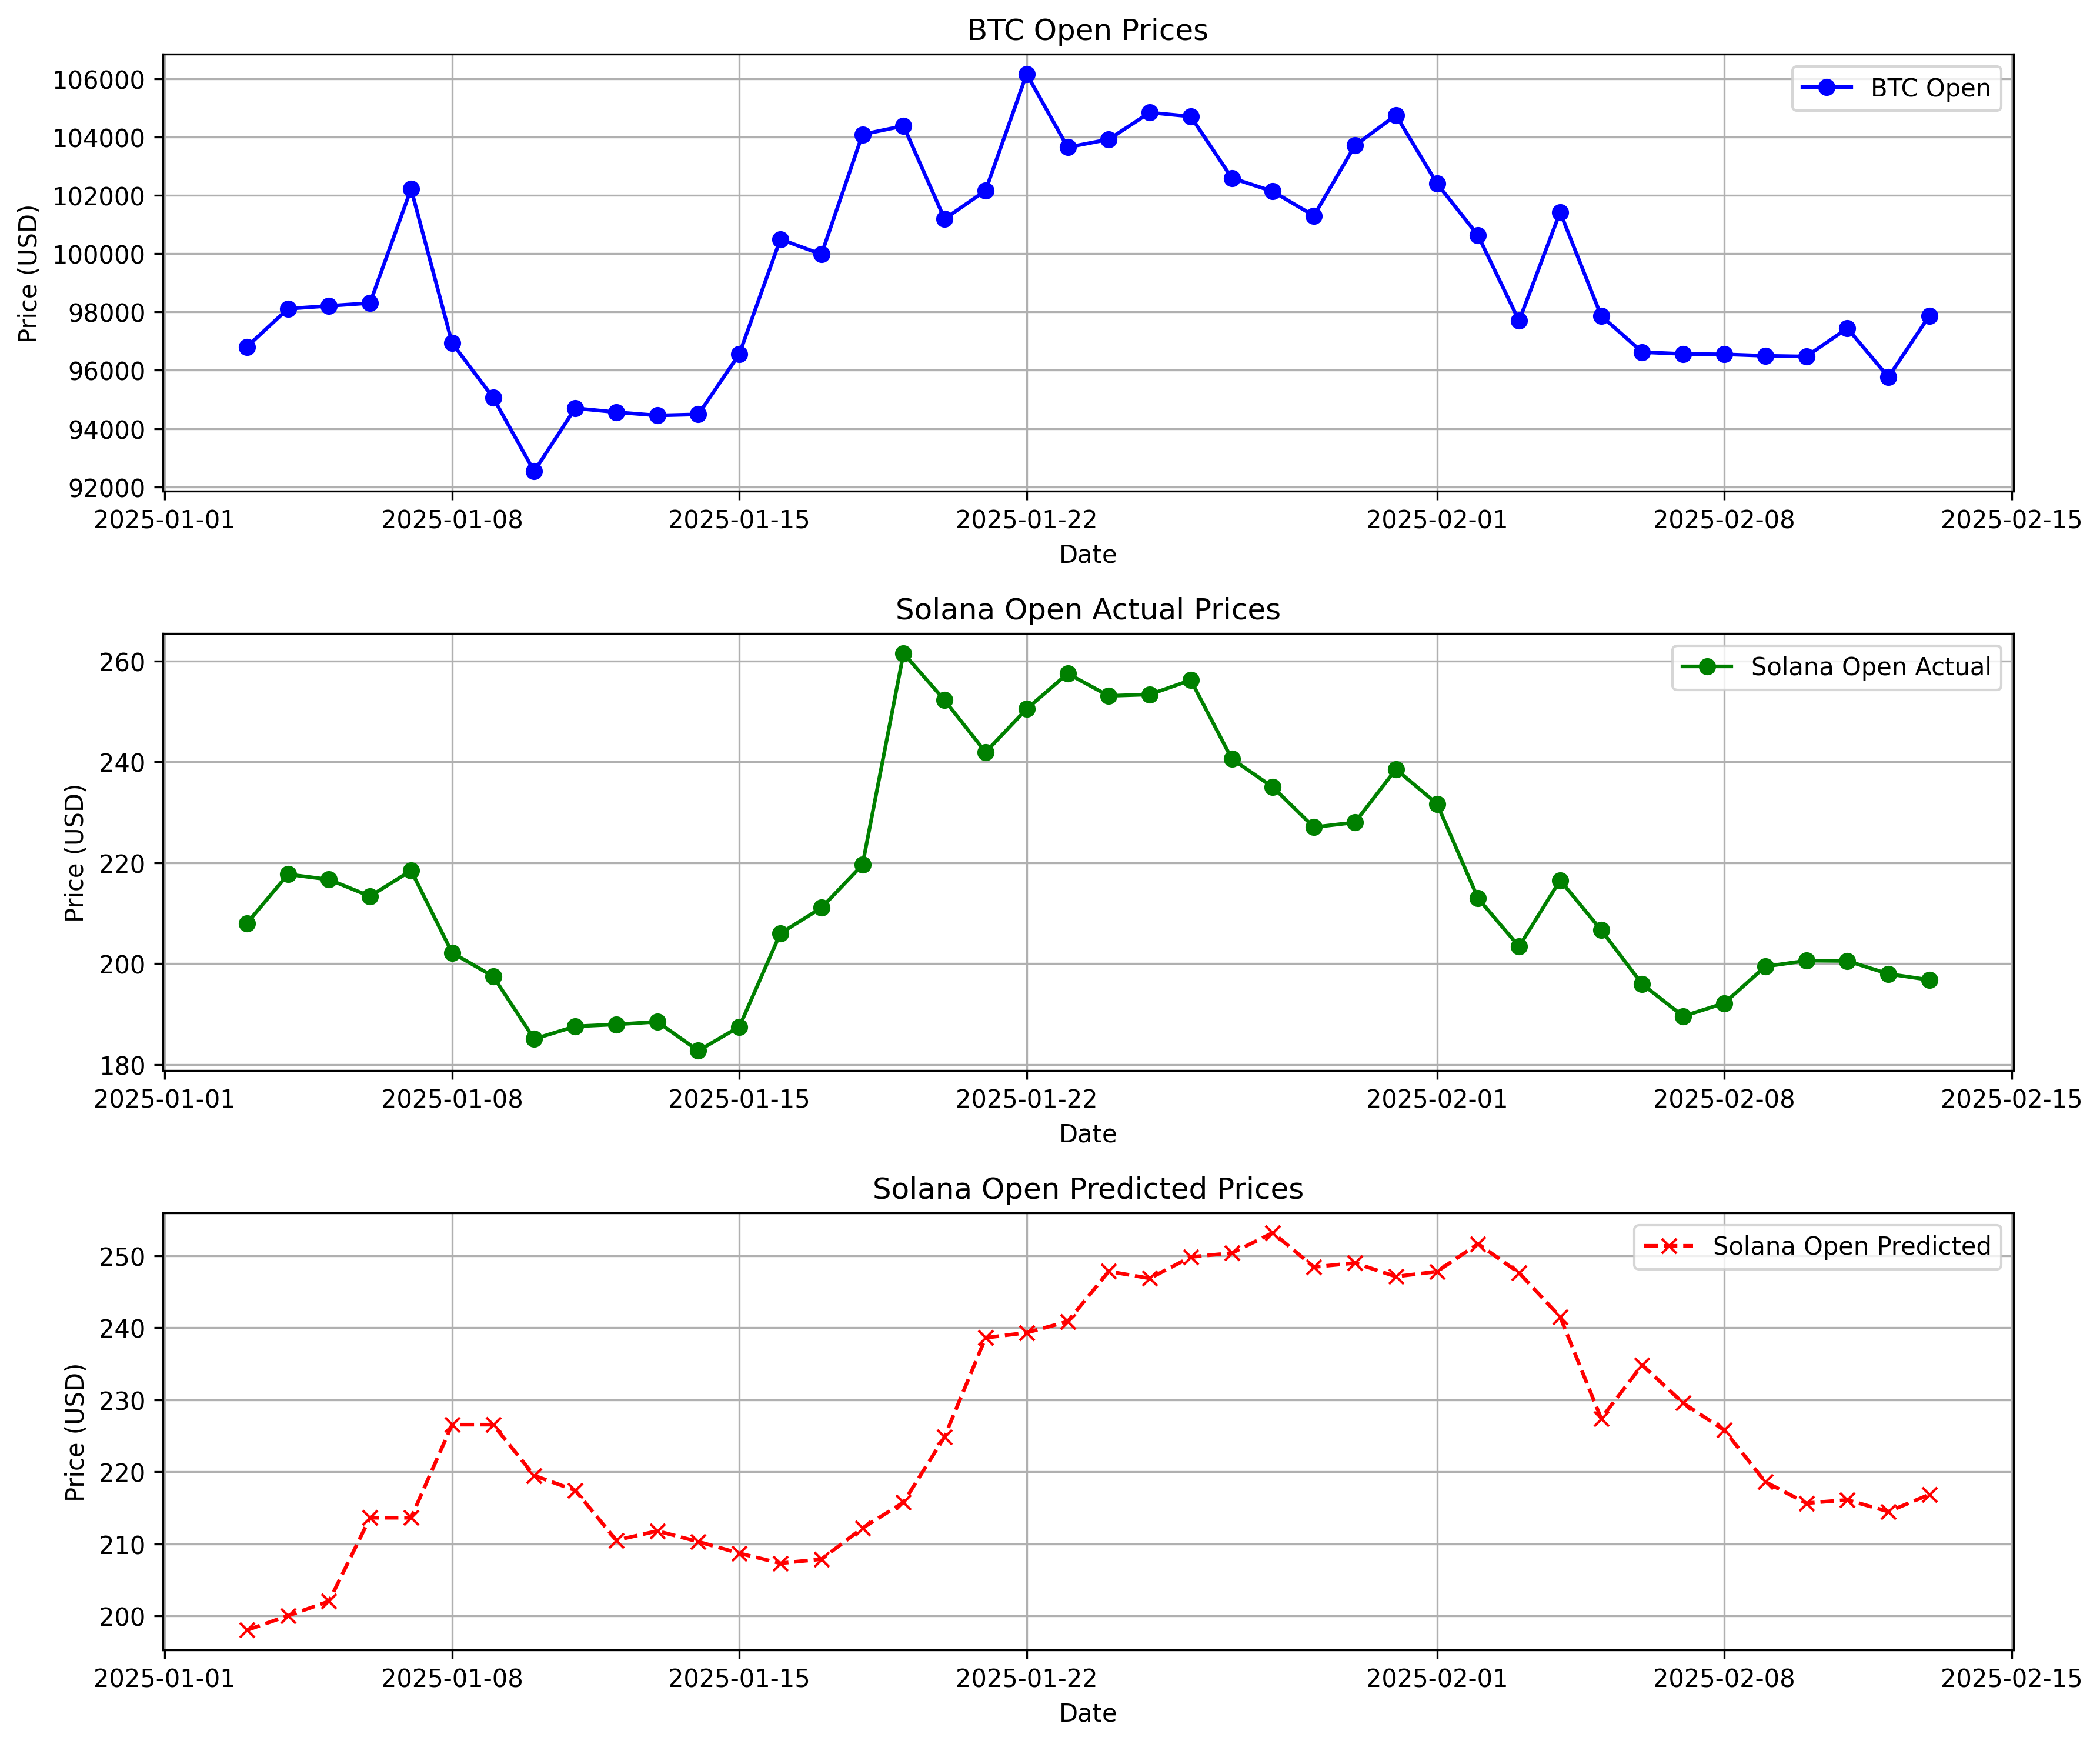 BTC Open Prices
BTC Open
106000
104000
102000
100000
98000
96000
94000
92000
Price (USD)
2025-01-01 2025-01-08 2025-01-15 2025-01-22 2025-02-01 2025-02-08 2025-02-15
Date
Solana Open Actual Prices
Solana Open Actual
260
240
220
200
180
Price (USD)
2025-01-01 2025-01-08 2025-01-15 2025-01-22 2025-02-01 2025-02-08 2025-02-15
Date
Solana Open Predicted Prices
Solana Open Predicted
250
240
230
220
210
200
Price (USD)
2025-01-01 2025-01-08 2025-01-15 2025-01-22 2025-02-01 2025-02-08 2025-02-15
Date